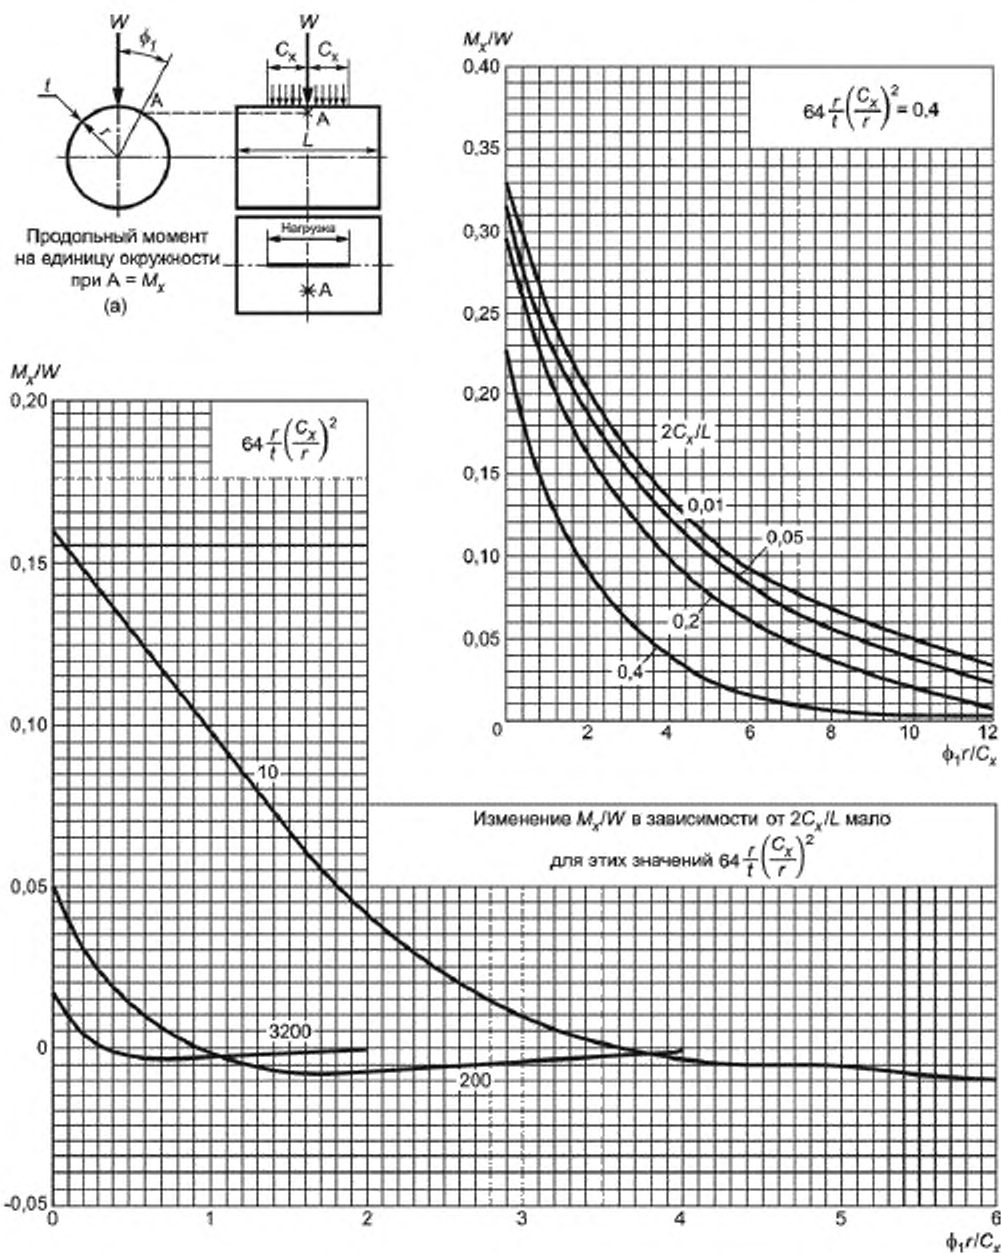 W
W
ϕ₁
Cₓ
Cₓ
t
A
r
A
L
Нагрузка
A
Продольный момент
на единицу окружности
при A = Mₓ
(a)
Mₓ/W
0,40
0,35
0,30
0,25
0,20
0,15
0,10
0,05
0
2
4
6
8
10
12
ϕ₁r/Cₓ
64 r/t (Cₓ/r)² = 0,4
2Cₓ/L
0,01
0,05
0,2
0,4
Mₓ/W
0,20
0,15
0,10
0,05
0
-0,05
64 r/t (Cₓ/r)²
10
Изменение Mₓ/W в зависимости от 2Cₓ/L мало
для этих значений 64 r/t (Cₓ/r)²
3200
200
0
1
2
3
4
5
6
ϕ₁r/Cₓ